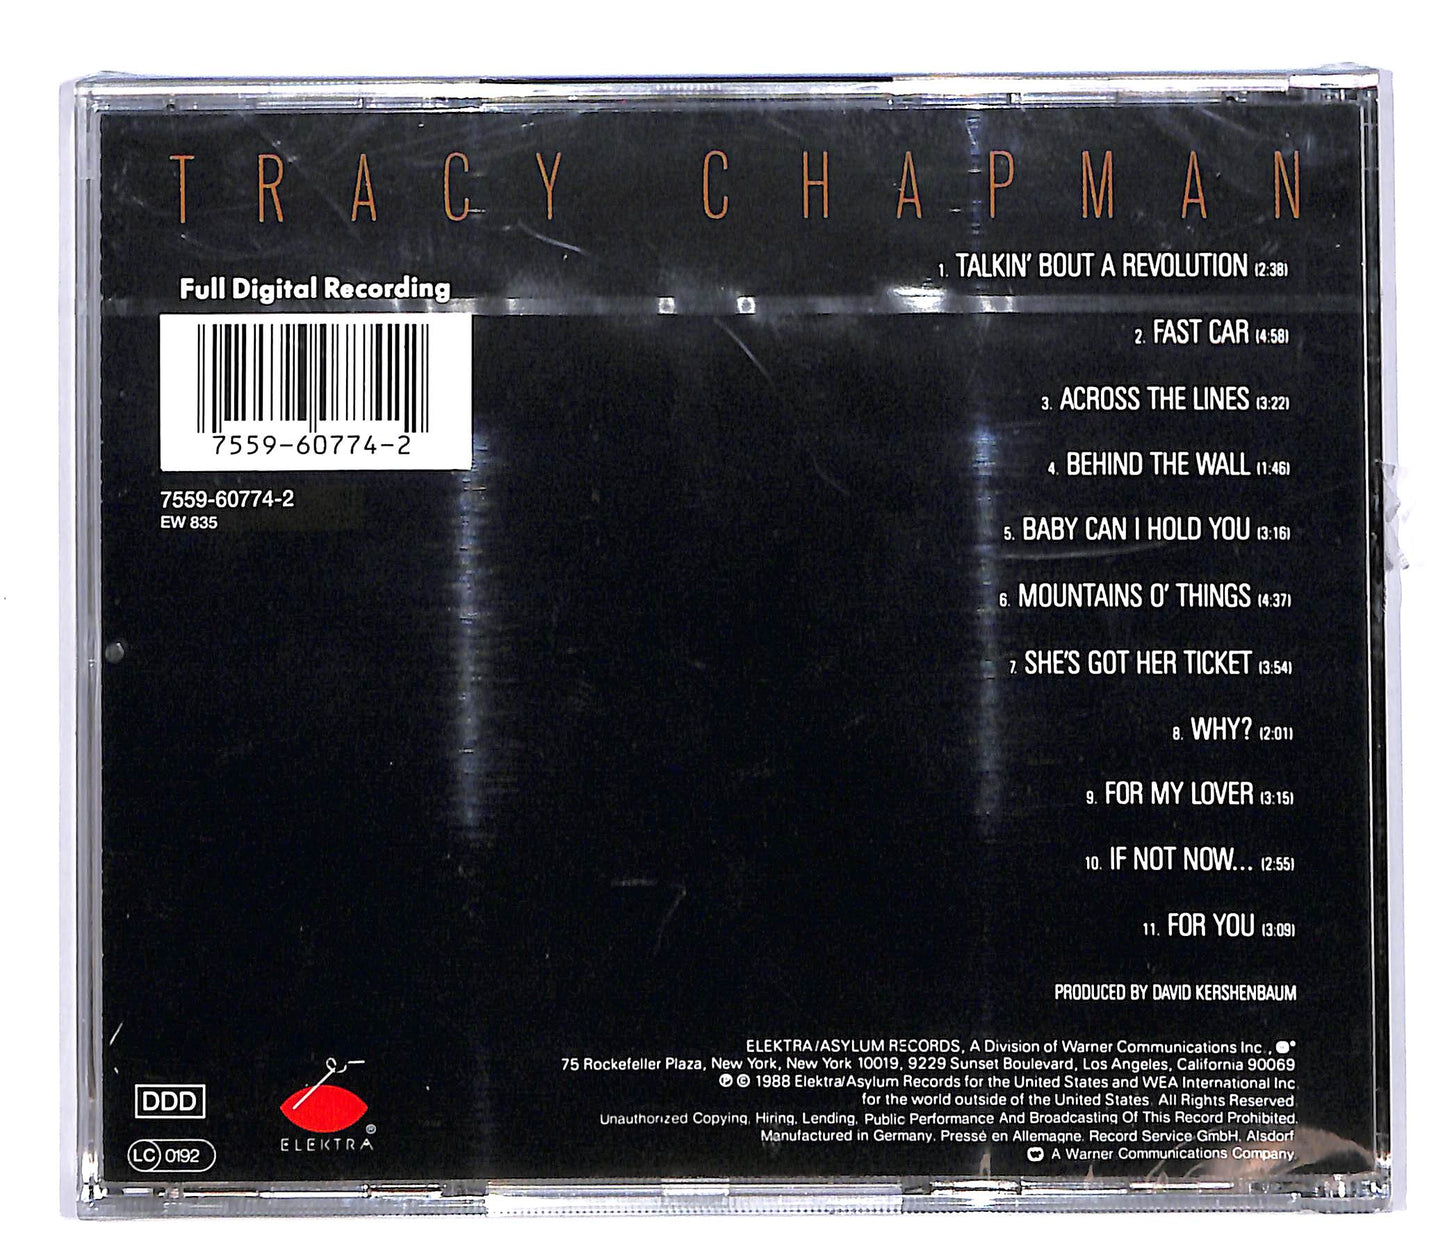 TRACY CHAPMAN
1. TALKIN' BOUT A REVOLUTION (2:38)
Full Digital Recording
2. FAST CAR (4:58)
3. ACROSS THE LINES (3:22)
7559-60774-2
4. BEHIND THE WALL (1:46)
7559-60774-2
EW 835
5. BABY CAN I HOLD YOU (3:16)
6. MOUNTAINS O' THINGS (4:37)
7. SHE'S GOT HER TICKET (3:54)
8. WHY? (2:01)
9. FOR MY LOVER (3:15)
10. IF NOT NOW... (2:55)
11. FOR YOU (3:09)
PRODUCED BY DAVID KERSHENBAUM
ELEKTRA/ASYLUM RECORDS, A Division of Warner Communications Inc.,
75 Rockefeller Plaza, New York, New York 10019, 9229 Sunset Boulevard, Los Angeles, California 90069
℗ © 1988 Elektra/Asylum Records for the United States and WEA International Inc.
for the world outside of the United States. All Rights Reserved.
Unauthorized Copying, Hiring, Lending, Public Performance And Broadcasting Of This Record Prohibited.
Manufactured in Germany. Pressé en Allemagne. Record Service GmbH, Alsdorf
A Warner Communications Company.
DDD
ELEKTRA®
LC 0192